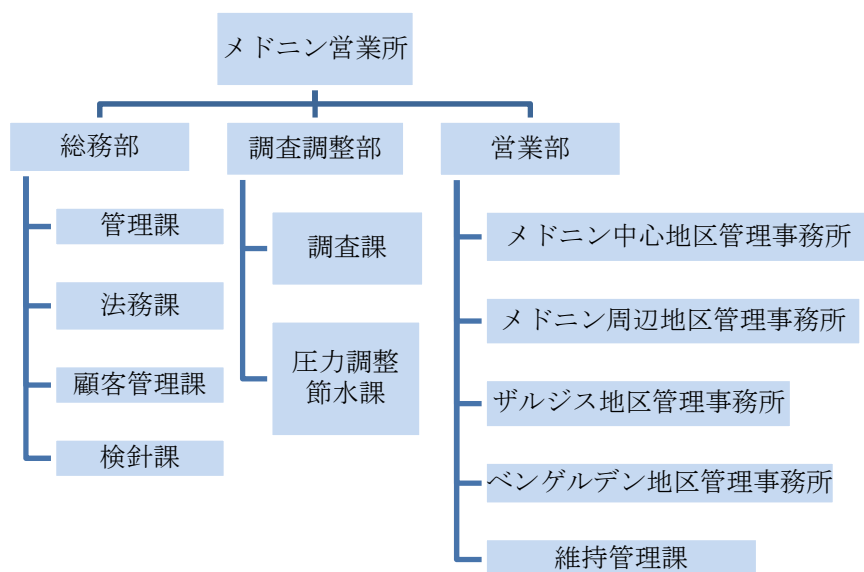 メドニン営業所
総務部
調査調整部
営業部
管理課
法務課
顧客管理課
検針課
調査課
圧力調整
節水課
メドニン中心地区管理事務所
メドニン周辺地区管理事務所
ザルジス地区管理事務所
ベンゲルデン地区管理事務所
維持管理課